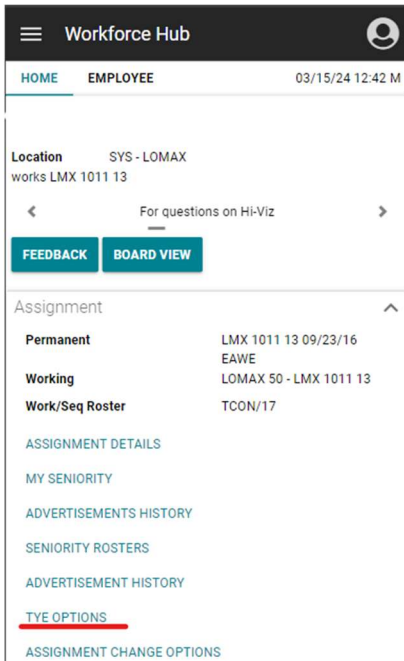 Workforce Hub
HOME EMPLOYEE 03/15/24 12:42 M
Location SYS - LOMAX
works LMX 1011 13
For questions on Hi-Viz
FEEDBACK BOARD VIEW
Assignment
Permanent LMX 1011 13 09/23/16
EAWE
Working LOMAX 50 - LMX 1011 13
Work/Seq Roster TCON/17
ASSIGNMENT DETAILS
MY SENIORITY
ADVERTISEMENTS HISTORY
SENIORITY ROSTERS
ADVERTISEMENT HISTORY
TYE OPTIONS
ASSIGNMENT CHANGE OPTIONS